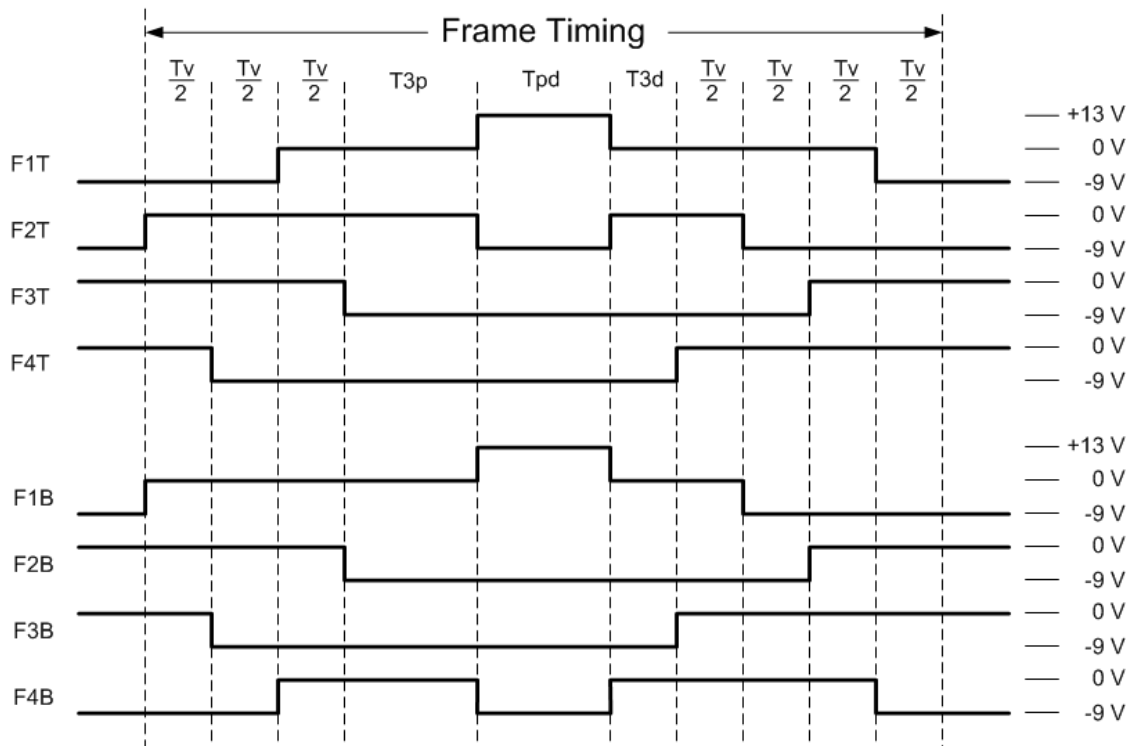 Frame Timing
Tv/2 Tv/2 Tv/2 T3p Tpd T3d Tv/2 Tv/2 Tv/2 Tv/2
+13 V
F1T 0 V
-9 V
F2T 0 V
-9 V
F3T 0 V
-9 V
F4T 0 V
-9 V
+13 V
F1B 0 V
-9 V
F2B 0 V
-9 V
F3B 0 V
-9 V
F4B 0 V
-9 V